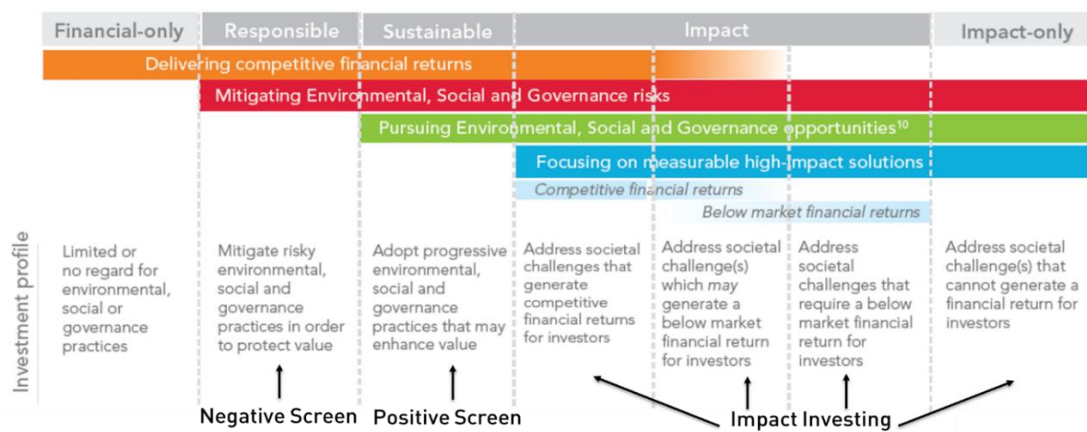 Financial-only
Responsible
Sustainable
Impact
Impact-only
Delivering competitive financial returns
Mitigating Environmental, Social and Governance risks
Pursuing Environmental, Social and Governance opportunities¹⁰
Focusing on measurable high-impact solutions
Competitive financial returns
Below market financial returns
Investment profile
Limited or
no regard for
environmental,
social or
governance
practices
Mitigate risky
environmental,
social and
governance
practices in order
to protect value
Adopt progressive
environmental,
social and
governance
practices that may
enhance value
Address societal
challenges that
generate
competitive
financial returns
for investors
Address societal
challenge(s)
which may
generate a
below market
financial return
for investors
Address
societal
challenges that
require a below
market financial
return for
investors
Address societal
challenge(s) that
cannot generate a
financial return for
investors
Negative Screen
Positive Screen
Impact Investing